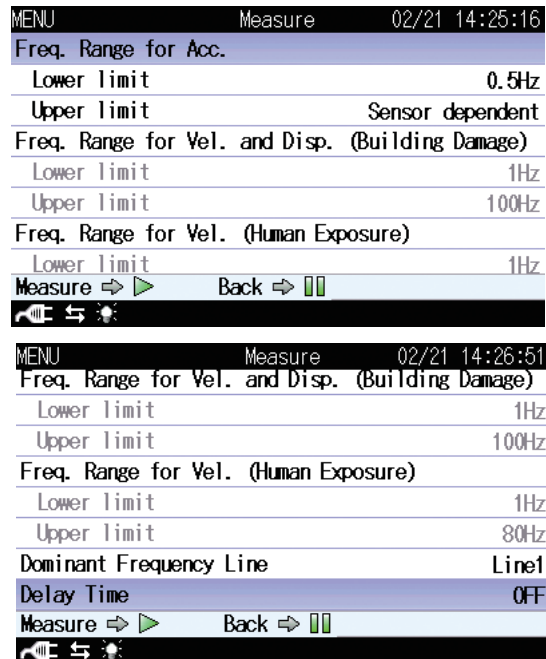 MENU Measure 02/21 14:25:16
Freq. Range for Acc.
Lower limit 0.5Hz
Upper limit Sensor dependent
Freq. Range for Vel. and Disp. (Building Damage)
Lower limit 1Hz
Upper limit 100Hz
Freq. Range for Vel. (Human Exposure)
Lower limit 1Hz
Measure ⇨ ▷ Back ⇨ ▯▯
MENU Measure 02/21 14:26:51
Freq. Range for Vel. and Disp. (Building Damage)
Lower limit 1Hz
Upper limit 100Hz
Freq. Range for Vel. (Human Exposure)
Lower limit 1Hz
Upper limit 80Hz
Dominant Frequency Line Line1
Delay Time OFF
Measure ⇨ ▷ Back ⇨ ▯▯